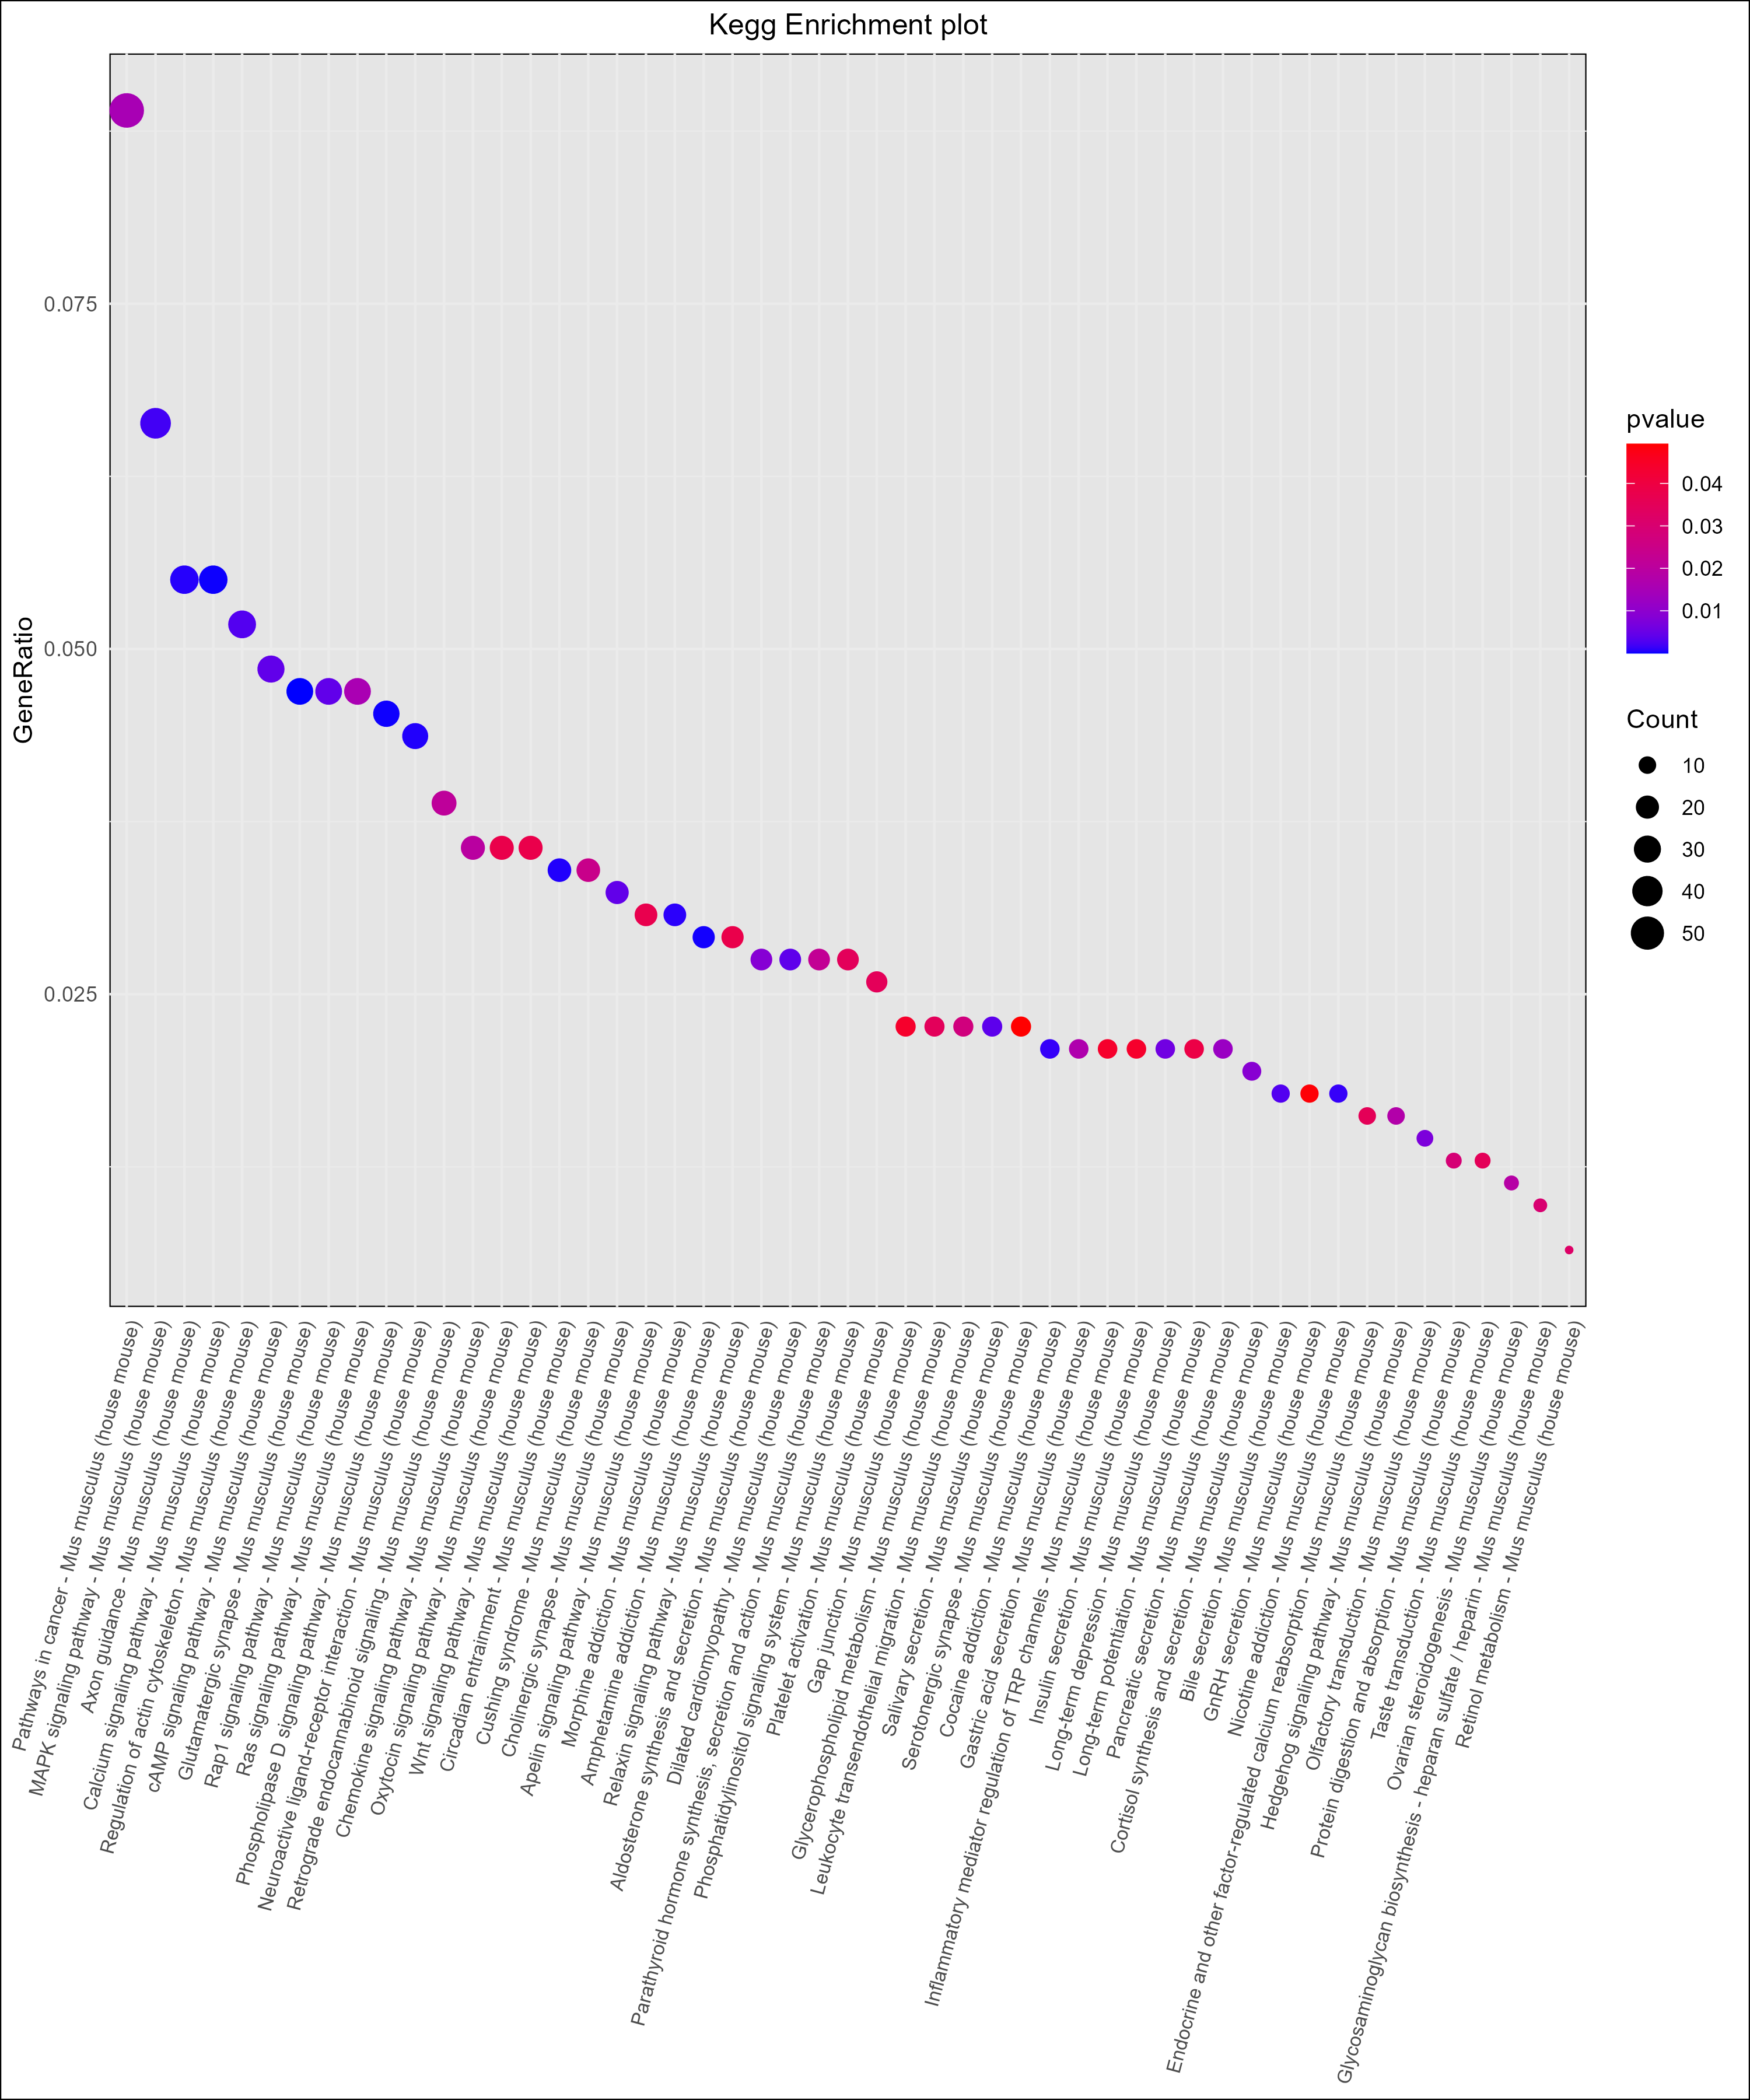 Kegg Enrichment plot
GeneRatio
0.075
0.050
0.025
Pathways in cancer - Mus musculus (house mouse)
MAPK signaling pathway - Mus musculus (house mouse)
Axon guidance - Mus musculus (house mouse)
Calcium signaling pathway - Mus musculus (house mouse)
Regulation of actin cytoskeleton - Mus musculus (house mouse)
cAMP signaling pathway - Mus musculus (house mouse)
Glutamatergic synapse - Mus musculus (house mouse)
Rap1 signaling pathway - Mus musculus (house mouse)
Ras signaling pathway - Mus musculus (house mouse)
Phospholipase D signaling pathway - Mus musculus (house mouse)
Neuroactive ligand-receptor interaction - Mus musculus (house mouse)
Retrograde endocannabinoid signaling - Mus musculus (house mouse)
Chemokine signaling pathway - Mus musculus (house mouse)
Oxytocin signaling pathway - Mus musculus (house mouse)
Wnt signaling pathway - Mus musculus (house mouse)
Circadian entrainment - Mus musculus (house mouse)
Cushing syndrome - Mus musculus (house mouse)
Cholinergic synapse - Mus musculus (house mouse)
Apelin signaling pathway - Mus musculus (house mouse)
Morphine addiction - Mus musculus (house mouse)
Amphetamine addiction - Mus musculus (house mouse)
Relaxin signaling pathway - Mus musculus (house mouse)
Aldosterone synthesis and secretion - Mus musculus (house mouse)
Dilated cardiomyopathy - Mus musculus (house mouse)
Parathyroid hormone synthesis, secretion and action - Mus musculus (house mouse)
Phosphatidylinositol signaling system - Mus musculus (house mouse)
Platelet activation - Mus musculus (house mouse)
Gap junction - Mus musculus (house mouse)
Glycerophospholipid metabolism - Mus musculus (house mouse)
Leukocyte transendothelial migration - Mus musculus (house mouse)
Salivary secretion - Mus musculus (house mouse)
Serotonergic synapse - Mus musculus (house mouse)
Cocaine addiction - Mus musculus (house mouse)
Gastric acid secretion - Mus musculus (house mouse)
Inflammatory mediator regulation of TRP channels - Mus musculus (house mouse)
Insulin secretion - Mus musculus (house mouse)
Long-term depression - Mus musculus (house mouse)
Long-term potentiation - Mus musculus (house mouse)
Pancreatic secretion - Mus musculus (house mouse)
Cortisol synthesis and secretion - Mus musculus (house mouse)
Bile secretion - Mus musculus (house mouse)
GnRH secretion - Mus musculus (house mouse)
Nicotine addiction - Mus musculus (house mouse)
Endocrine and other factor-regulated calcium reabsorption - Mus musculus (house mouse)
Hedgehog signaling pathway - Mus musculus (house mouse)
Olfactory transduction - Mus musculus (house mouse)
Protein digestion and absorption - Mus musculus (house mouse)
Taste transduction - Mus musculus (house mouse)
Ovarian steroidogenesis - Mus musculus (house mouse)
Glycosaminoglycan biosynthesis - heparan sulfate / heparin - Mus musculus (house mouse)
Retinol metabolism - Mus musculus (house mouse)
pvalue
0.04
0.03
0.02
0.01
Count
10
20
30
40
50